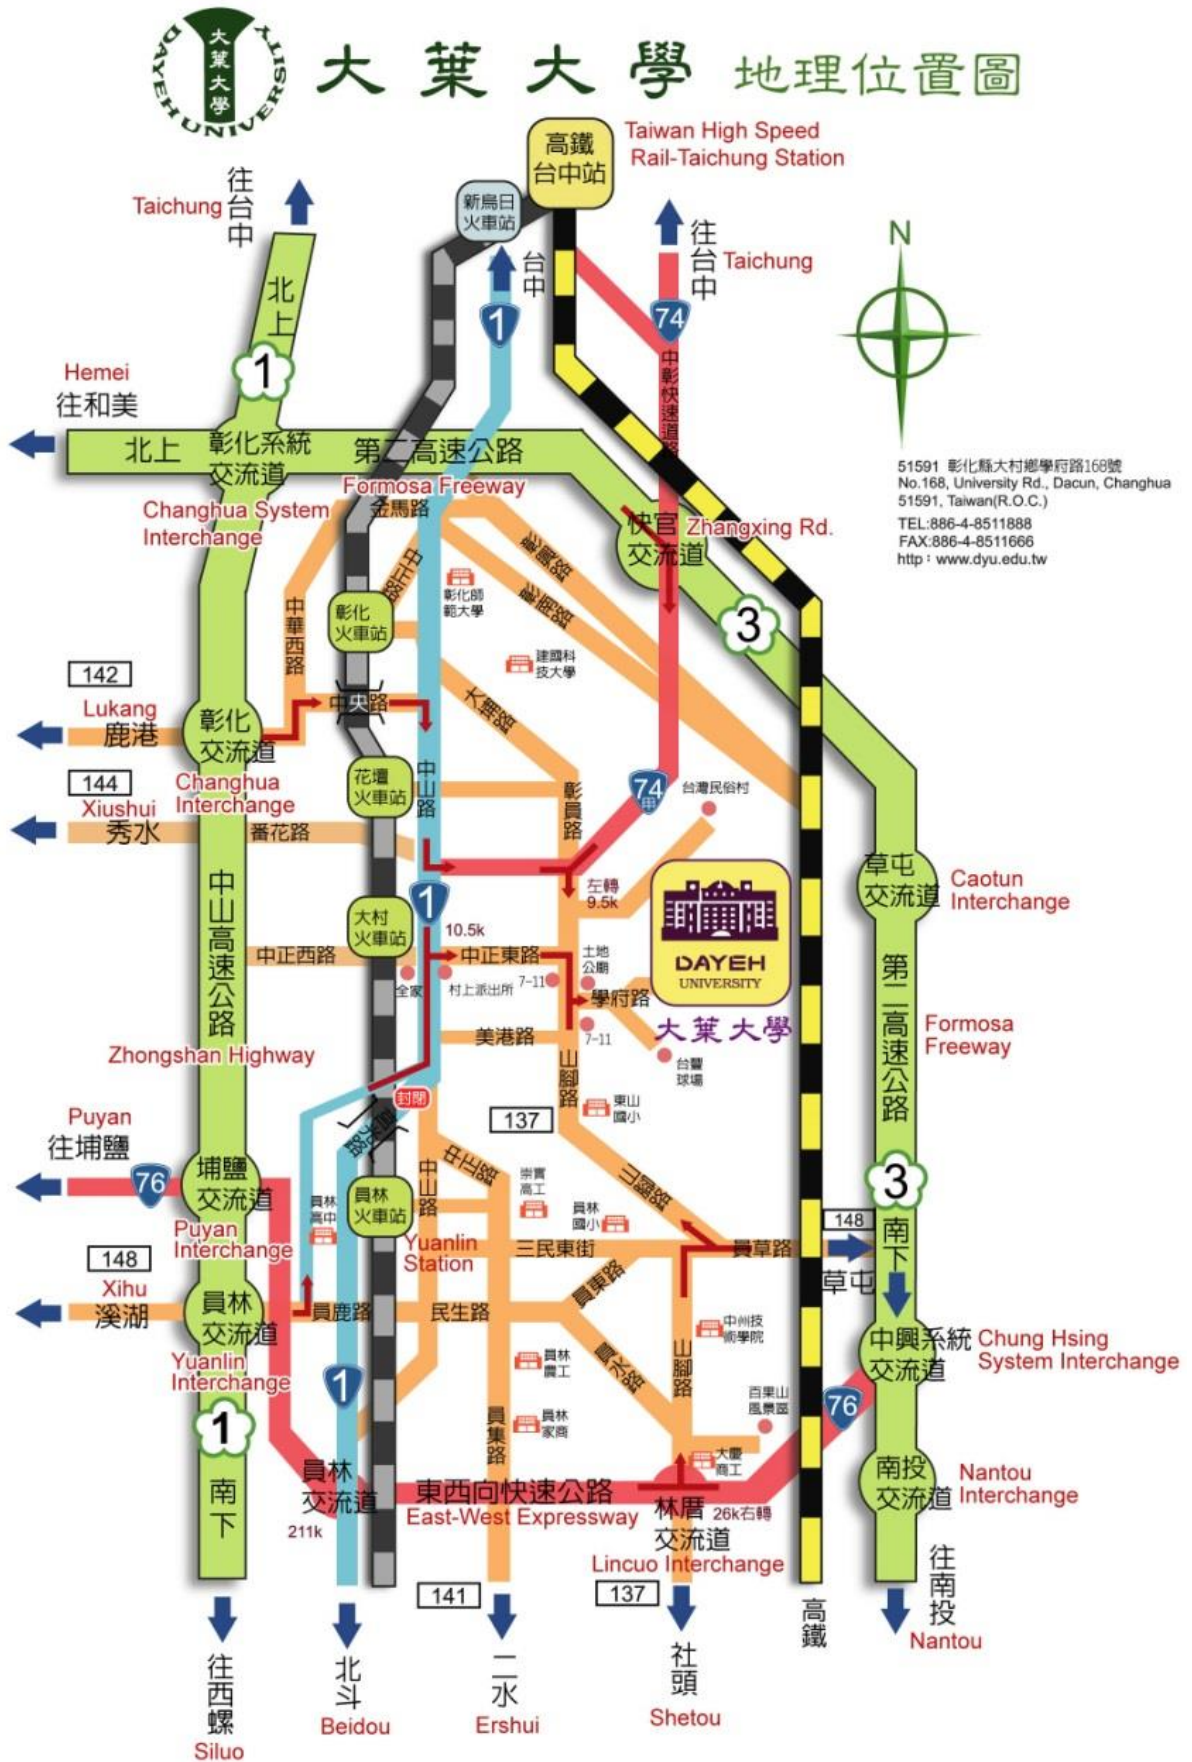 DAYEH UNIVERSITY
大葉大學
大葉大學 地理位置圖
高鐵
台中站
Taiwan High Speed
Rail-Taichung Station
新烏日
火車站
往台中
Taichung
台中
往台中
Taichung
N
北上
1
1
74
中彰快速道路
Hemei
往和美
北上
彰化系統
交流道
第二高速公路
Formosa Freeway
Changhua System
Interchange
金馬路
51591 彰化縣大村鄉學府路168號
No.168, University Rd., Dacun, Changhua
51591, Taiwan(R.O.C.)
TEL:886-4-8511888
FAX:886-4-8511666
http：www.dyu.edu.tw
快官
交流道
Zhangxing Rd.
中正路
彰興路
彰南路
彰化師
範大學
中華西路
彰化
火車站
3
建國科
技大學
142
Lukang
鹿港
彰化
交流道
Changhua
Interchange
中央路
大埔路
144
Xiushui
秀水
番花路
花壇
火車站
中山路
彰員路
74
甲
台灣民俗村
中山高速公路
1
左轉
9.5k
DAYEH
UNIVERSITY
大葉大學
草屯
交流道
Caotun
Interchange
大村
火車站
10.5k
中正西路
中正東路
土地
公廟
全家
村上派出所
7-11
學府路
7-11
美港路
山腳路
台豐
球場
第二高速公路
Formosa
Freeway
Zhongshan Highway
封閉
137
東山
國小
Puyan
往埔鹽
76
埔鹽
交流道
Puyan
Interchange
員林
高中
員林
火車站
Yuanlin
Station
中山路
中正路
崇實
高工
員林
國小
山腳路
3
148
南下
148
Xihu
溪湖
員林
交流道
Yuanlin
Interchange
三民東街
員草路
草屯
員鹿路
民生路
員東路
中州技
術學院
中興系統
交流道
Chung Hsing
System Interchange
1
1
員林
農工
員水路
山腳路
百果山
風景區
76
員林
家商
員集路
大慶
商工
南下
員林
交流道
211k
東西向快速公路
East-West Expressway
林厝
交流道
26k右轉
Lincuo Interchange
南投
交流道
Nantou
Interchange
141
137
高鐵
往南投
Nantou
往西螺
Siluo
北斗
Beidou
二水
Ershui
社頭
Shetou